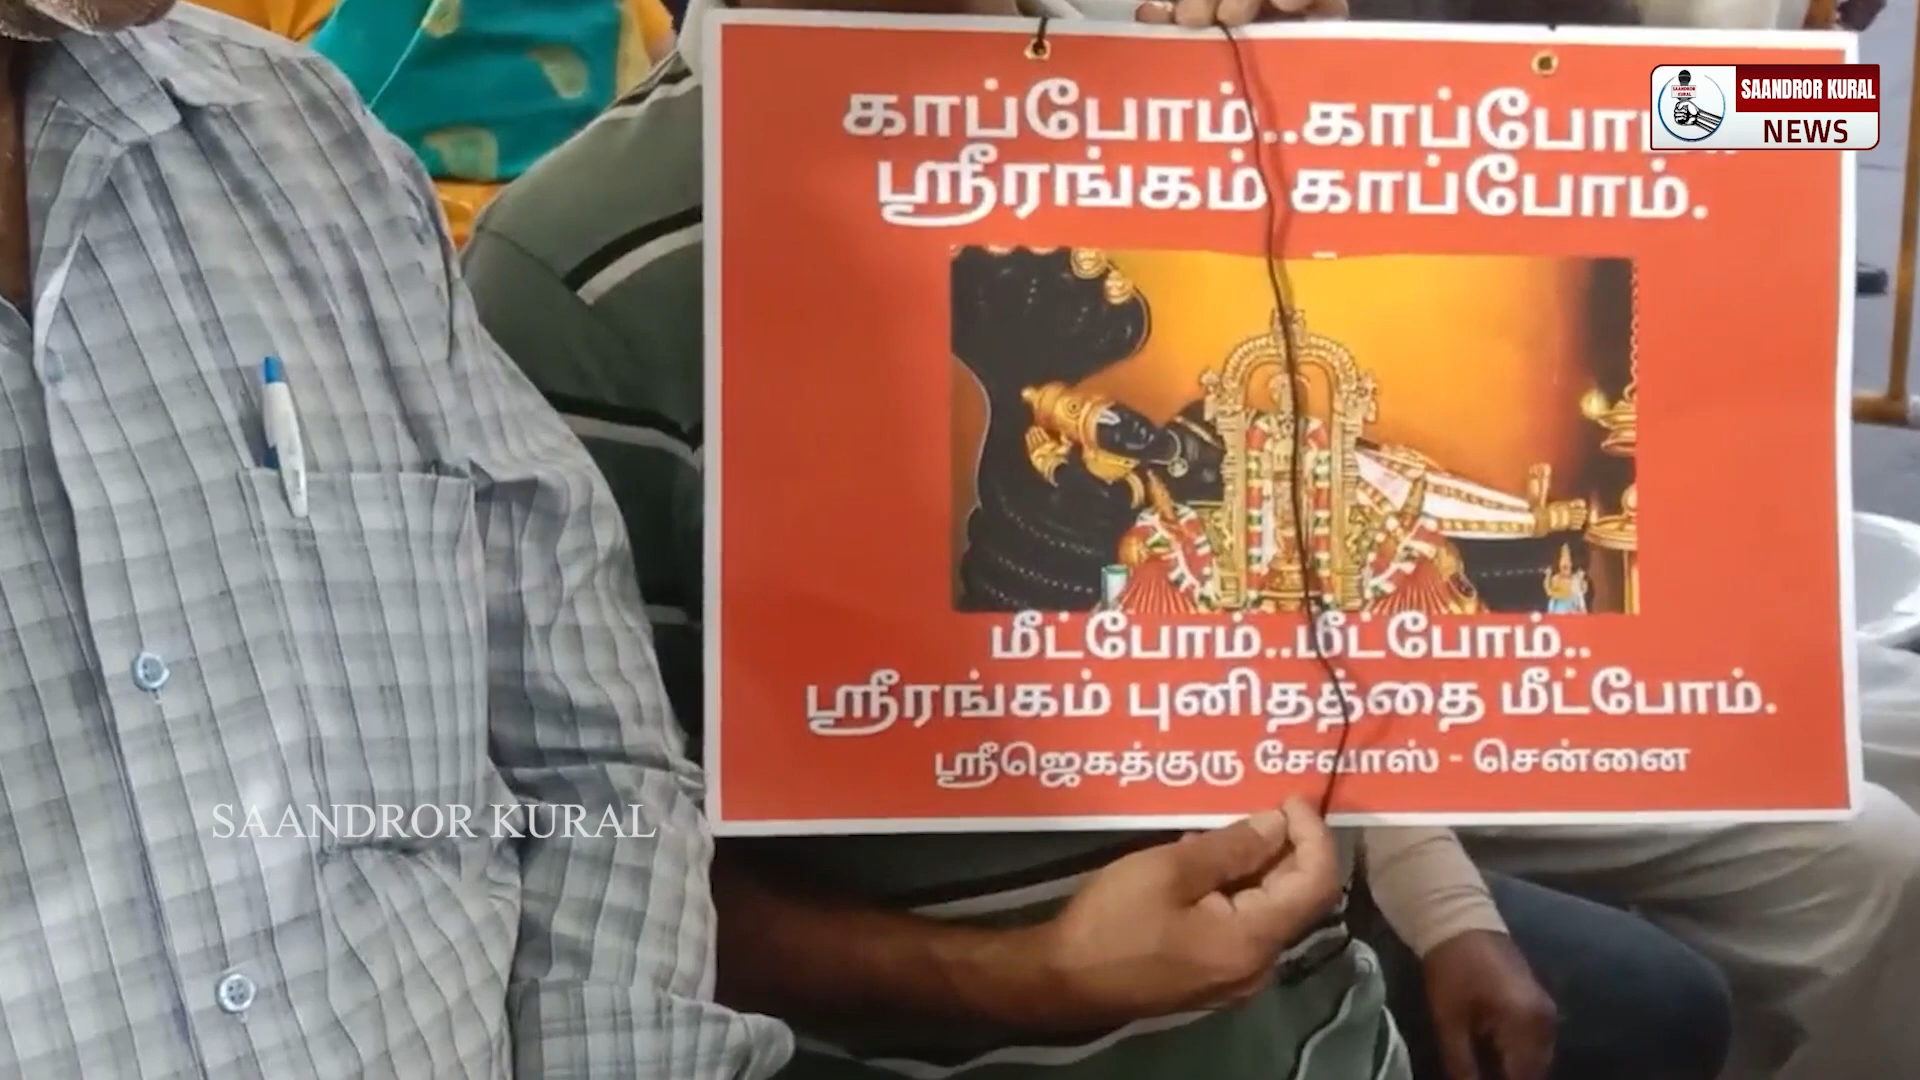 காப்போம்..காப்போ
SAANDROR KURAL
NEWS
ஸ்ரீரங்கம் காப்போம்.
மீட்போம்..மீட்போம்..
ஸ்ரீரங்கம் புனிதத்தை மீட்போம்.
ஸ்ரீஜெகத்குரு சேவாஸ் - சென்னை
SAANDROR KURAL